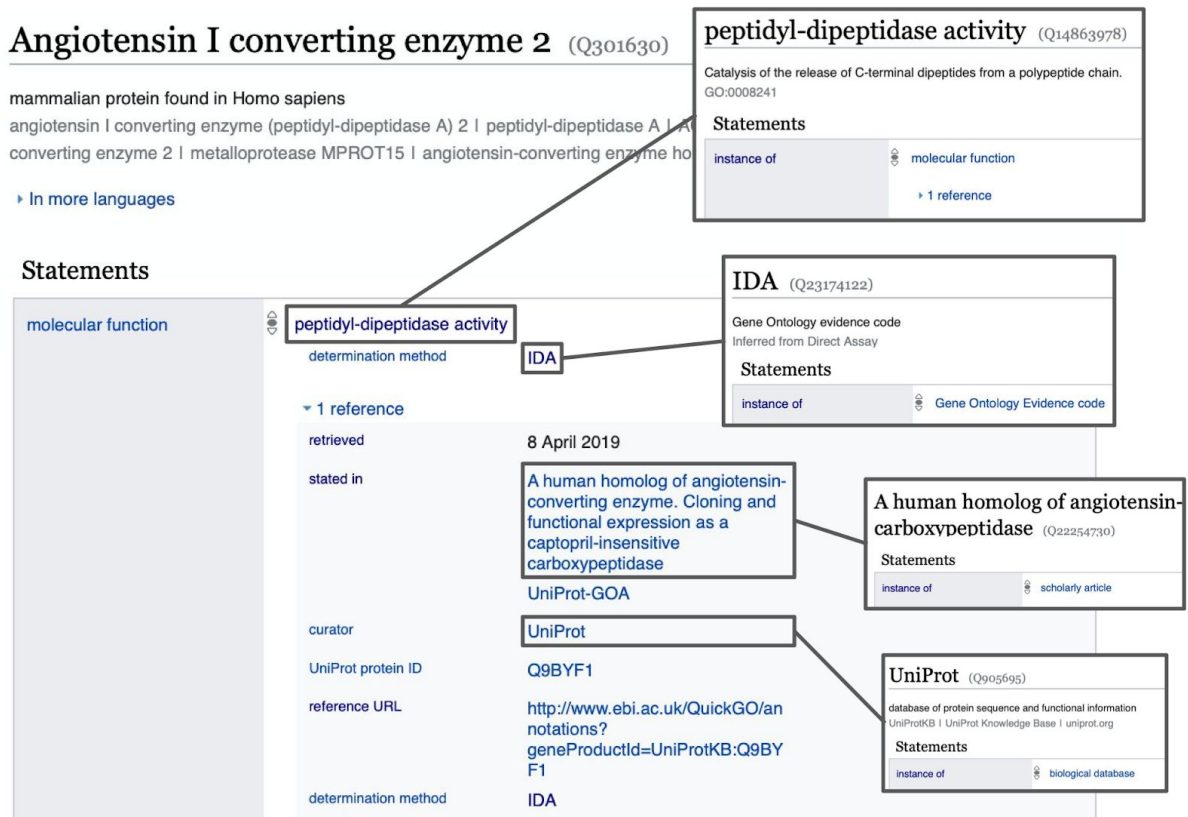 Angiotensin I converting enzyme 2 (Q301630)
mammalian protein found in Homo sapiens
angiotensin I converting enzyme (peptidyl-dipeptidase A) 2 | peptidyl-dipeptidase A |
converting enzyme 2 | metalloprotease MPROT15 | angiotensin-converting enzyme ho
In more languages
Statements
molecular function
peptidyl-dipeptidase activity
determination method IDA
1 reference
retrieved 8 April 2019
stated in A human homolog of angiotensin-
converting enzyme. Cloning and
functional expression as a
captopril-insensitive
carboxypeptidase
UniProt-GOA
curator UniProt
UniProt protein ID Q9BYF1
reference URL http://www.ebi.ac.uk/QuickGO/an
notations?
geneProductId=UniProtKB:Q9BY
F1
determination method IDA
peptidyl-dipeptidase activity (Q14863978)
Catalysis of the release of C-terminal dipeptides from a polypeptide chain.
GO:0008241
Statements
instance of molecular function
1 reference
IDA (Q23174122)
Gene Ontology evidence code
Inferred from Direct Assay
Statements
instance of Gene Ontology Evidence code
A human homolog of angiotensin-
carboxypeptidase (Q22254730)
Statements
instance of scholarly article
UniProt (Q905695)
database of protein sequence and functional information
UniProtKB | UniProt Knowledge Base | uniprot.org
Statements
instance of biological database